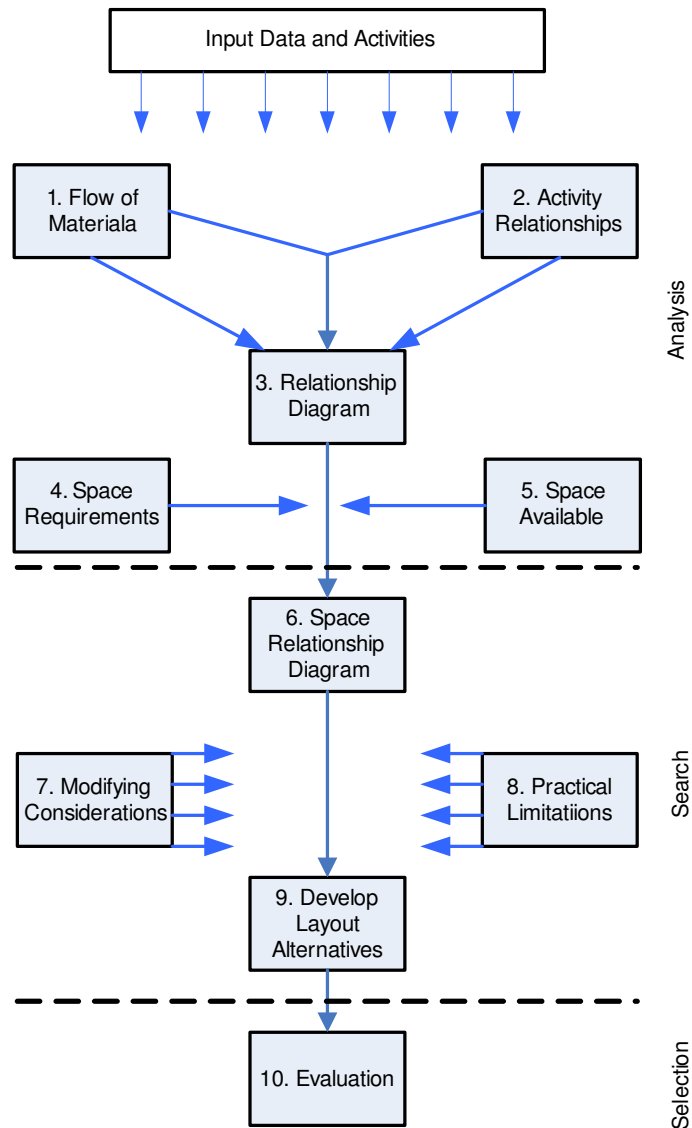 Input Data and Activities
1. Flow of
Materiala
2. Activity
Relationships
3. Relationship
Diagram
4. Space
Requirements
5. Space
Available
Analysis
6. Space
Relationship
Diagram
7. Modifying
Considerations
8. Practical
Limitatiions
Search
9. Develop
Layout
Alternatives
10. Evaluation
Selection